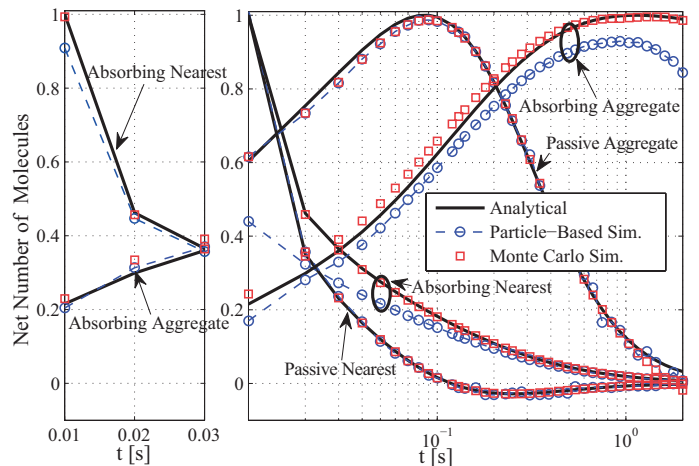 Net Number of Molecules
1
0.8
0.6
0.4
0.2
0
0.01
0.02
0.03
t [s]
Absorbing Nearest
Absorbing Aggregate
1
0.8
0.6
0.4
0.2
0
10⁻¹
10⁰
t [s]
Absorbing Aggregate
Passive Aggregate
Analytical
Particle−Based Sim.
Monte Carlo Sim.
Absorbing Nearest
Passive Nearest